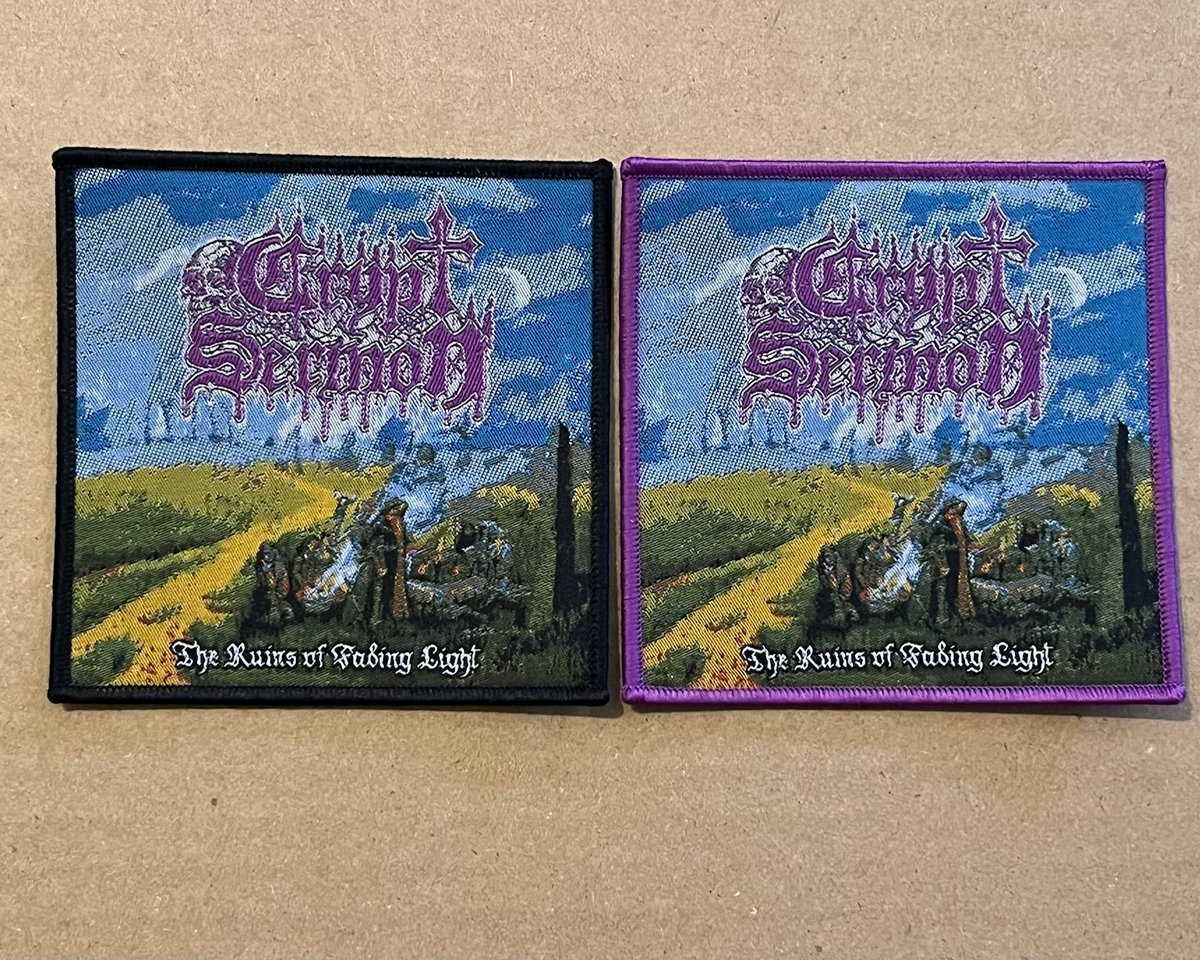 Crypt
Sermon
The Ruins of Fading Light
Crypt
Sermon
The Ruins of Fading Light